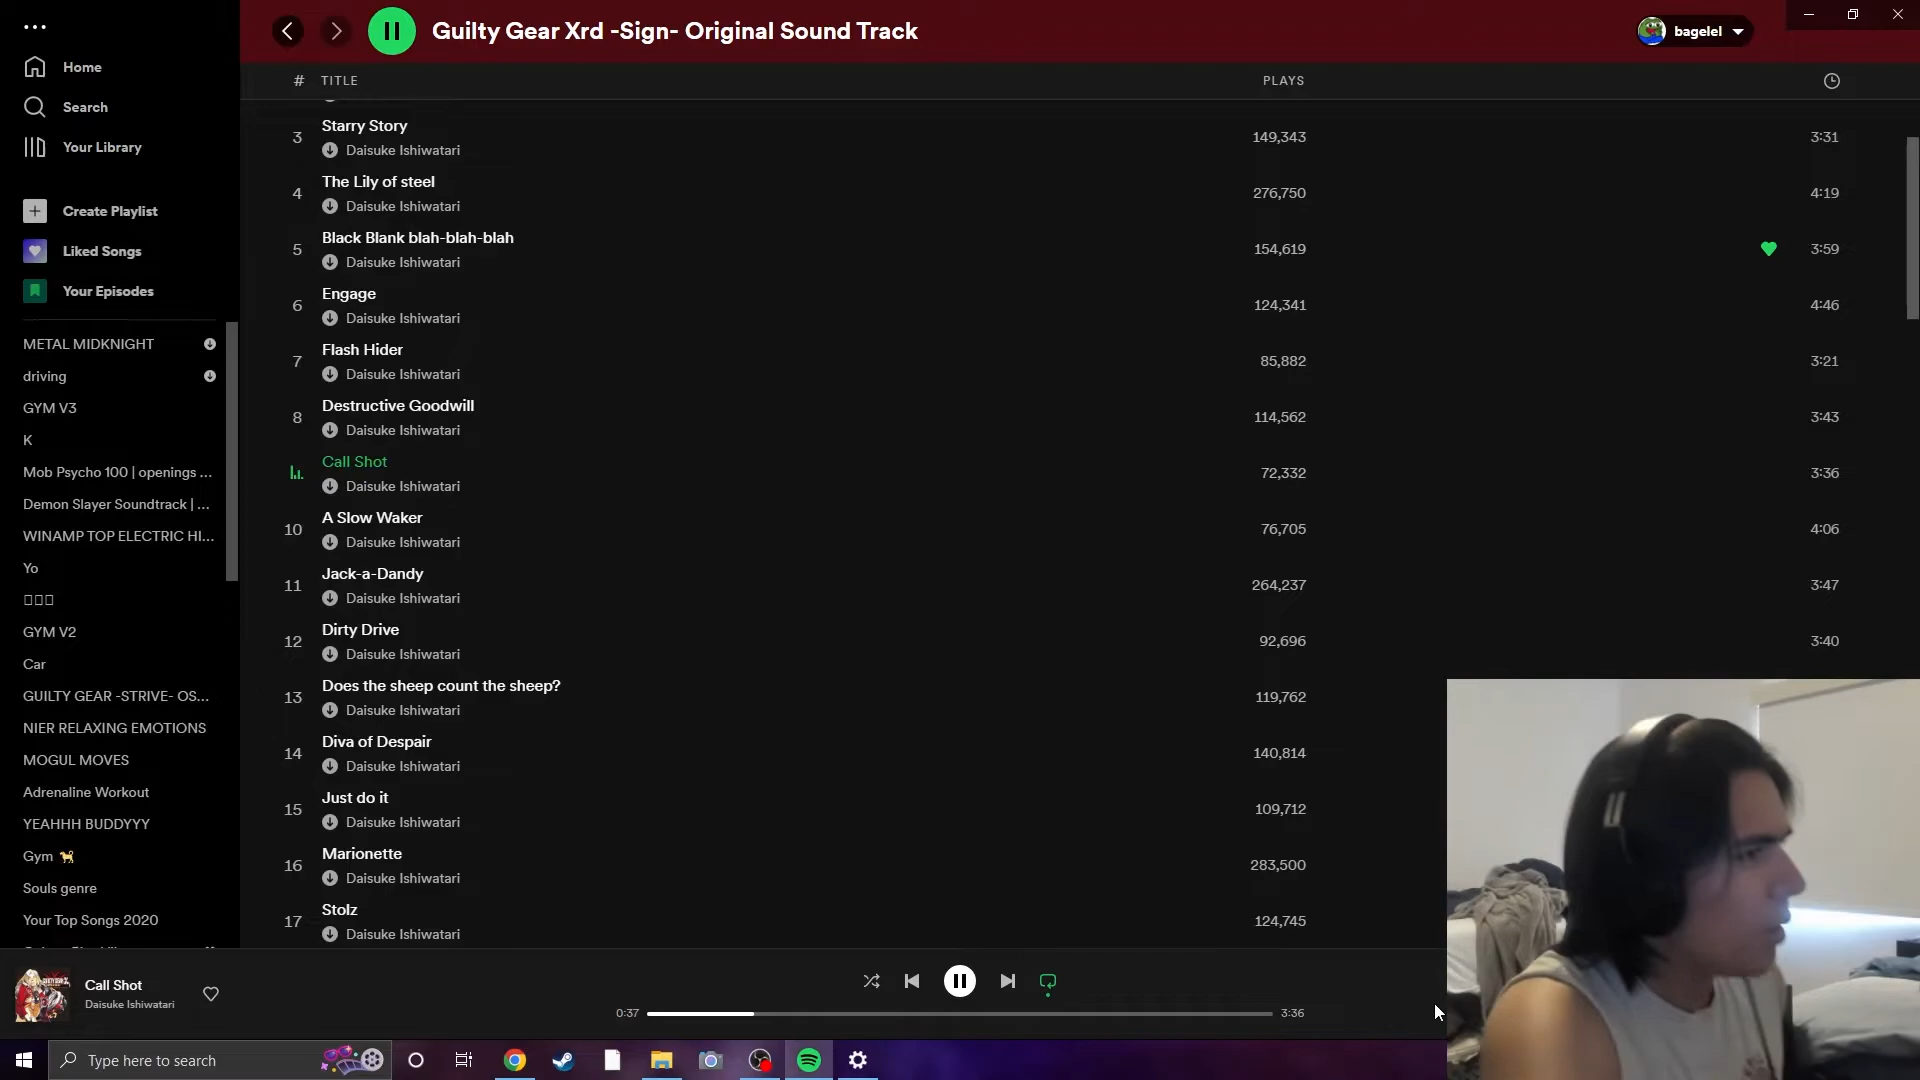 Guilty Gear Xrd -Sign- Original Sound Track
bagelel
Home
Search
Your Library
Create Playlist
Liked Songs
Your Episodes
METAL MIDKNIGHT
driving
GYM V3
K
Mob Psycho 100 | openings ...
Demon Slayer Soundtrack | ...
WINAMP TOP ELECTRIC HI...
Yo
GYM V2
Car
GUILTY GEAR -STRIVE- OS...
NIER RELAXING EMOTIONS
MOGUL MOVES
Adrenaline Workout
YEAHHH BUDDYYY
Gym 🐕
Souls genre
Your Top Songs 2020
# TITLE PLAYS
3 Starry Story 149,343 3:31
Daisuke Ishiwatari
4 The Lily of steel 276,750 4:19
Daisuke Ishiwatari
5 Black Blank blah-blah-blah 154,619 3:59
Daisuke Ishiwatari
6 Engage 124,341 4:46
Daisuke Ishiwatari
7 Flash Hider 85,882 3:21
Daisuke Ishiwatari
8 Destructive Goodwill 114,562 3:43
Daisuke Ishiwatari
Call Shot 72,332 3:36
Daisuke Ishiwatari
10 A Slow Waker 76,705 4:06
Daisuke Ishiwatari
11 Jack-a-Dandy 264,237 3:47
Daisuke Ishiwatari
12 Dirty Drive 92,696 3:40
Daisuke Ishiwatari
13 Does the sheep count the sheep? 119,762
Daisuke Ishiwatari
14 Diva of Despair 140,814
Daisuke Ishiwatari
15 Just do it 109,712
Daisuke Ishiwatari
16 Marionette 283,500
Daisuke Ishiwatari
17 Stolz 124,745
Daisuke Ishiwatari
Call Shot
Daisuke Ishiwatari
0:37 3:36
Type here to search